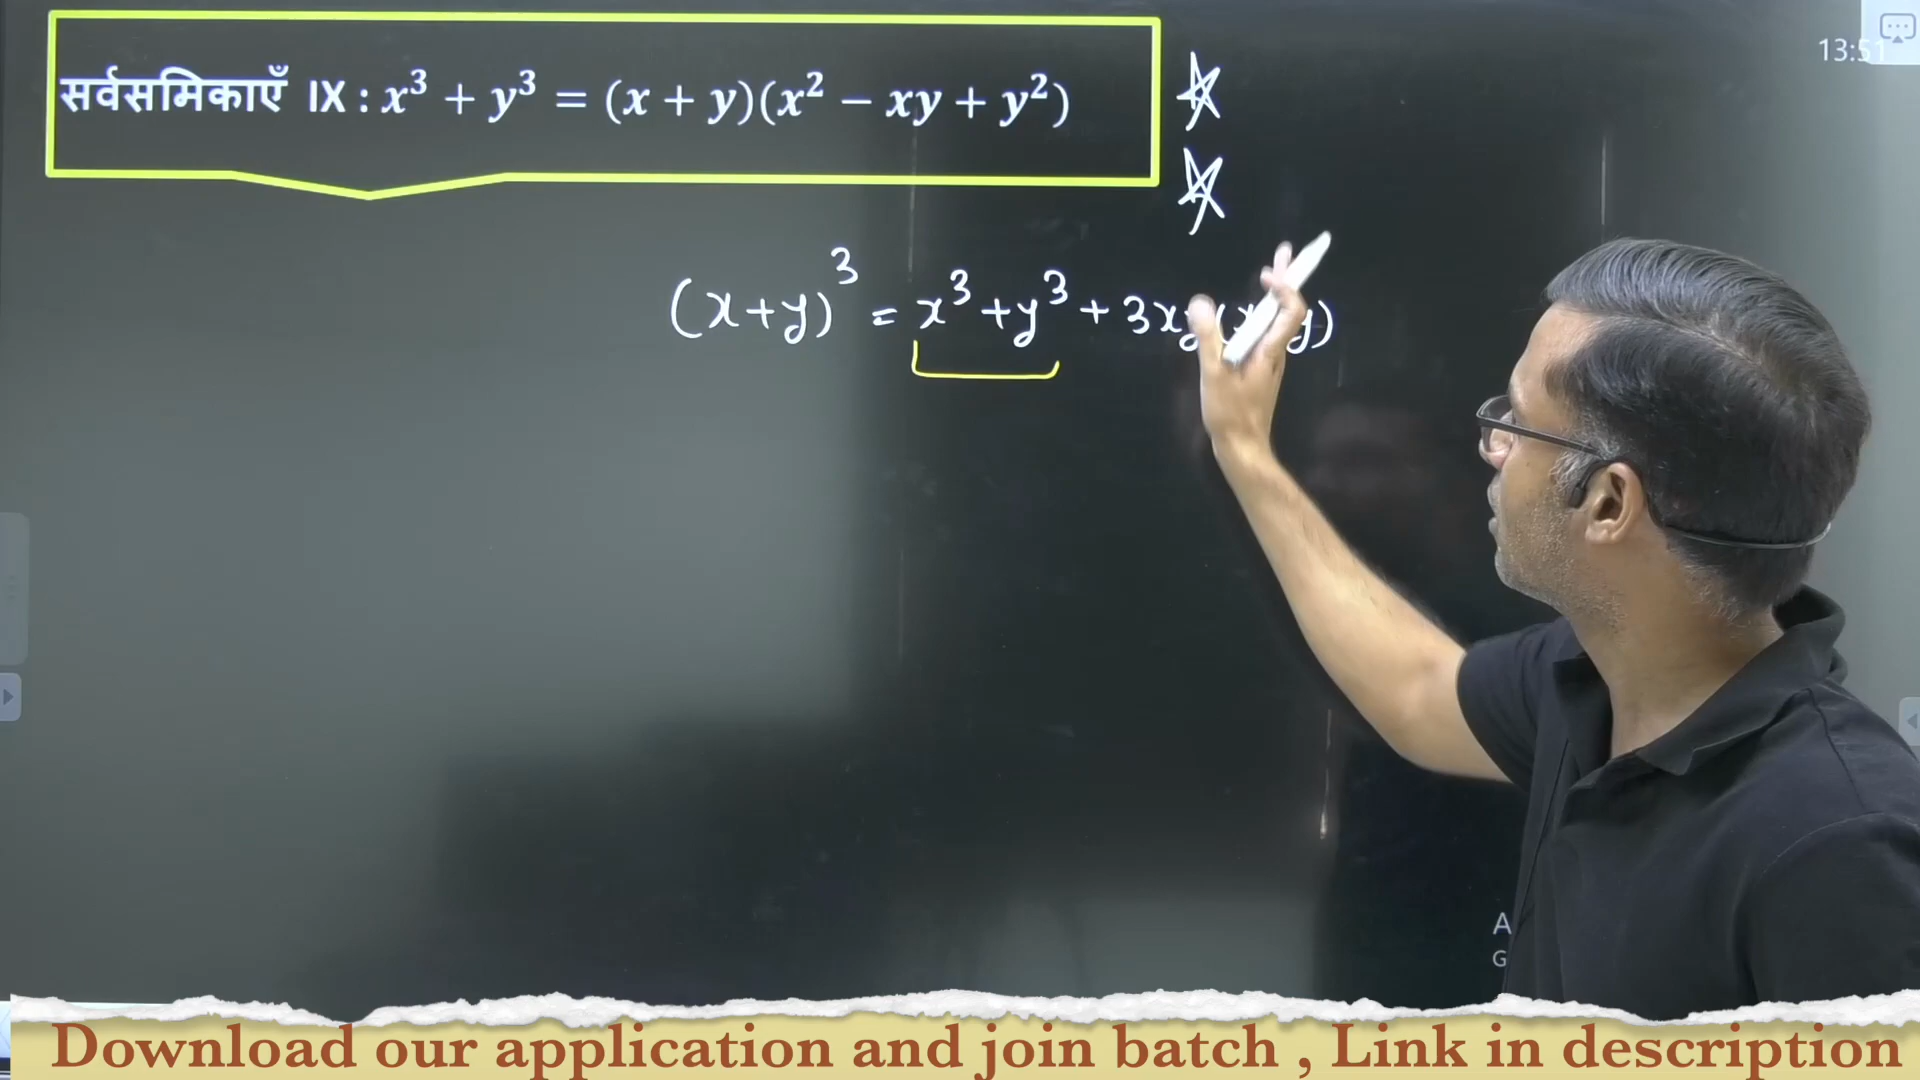 13:51
सर्वसमिकाएँ IX : x³ + y³ = (x + y)(x² − xy + y²)
(x+y)³ = x³ + y³ + 3xy(x y)
A
G
Download our application and join batch , Link in description